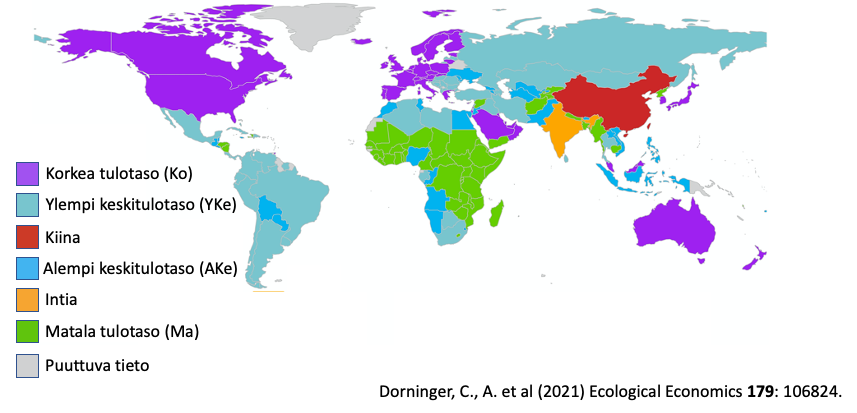 Korkea tulotaso (Ko)
Ylempi keskitulotaso (YKe)
Kiina
Alempi keskitulotaso (AKe)
Intia
Matala tulotaso (Ma)
Puuttuva tieto
Dorninger, C., A. et al (2021) Ecological Economics 179: 106824.